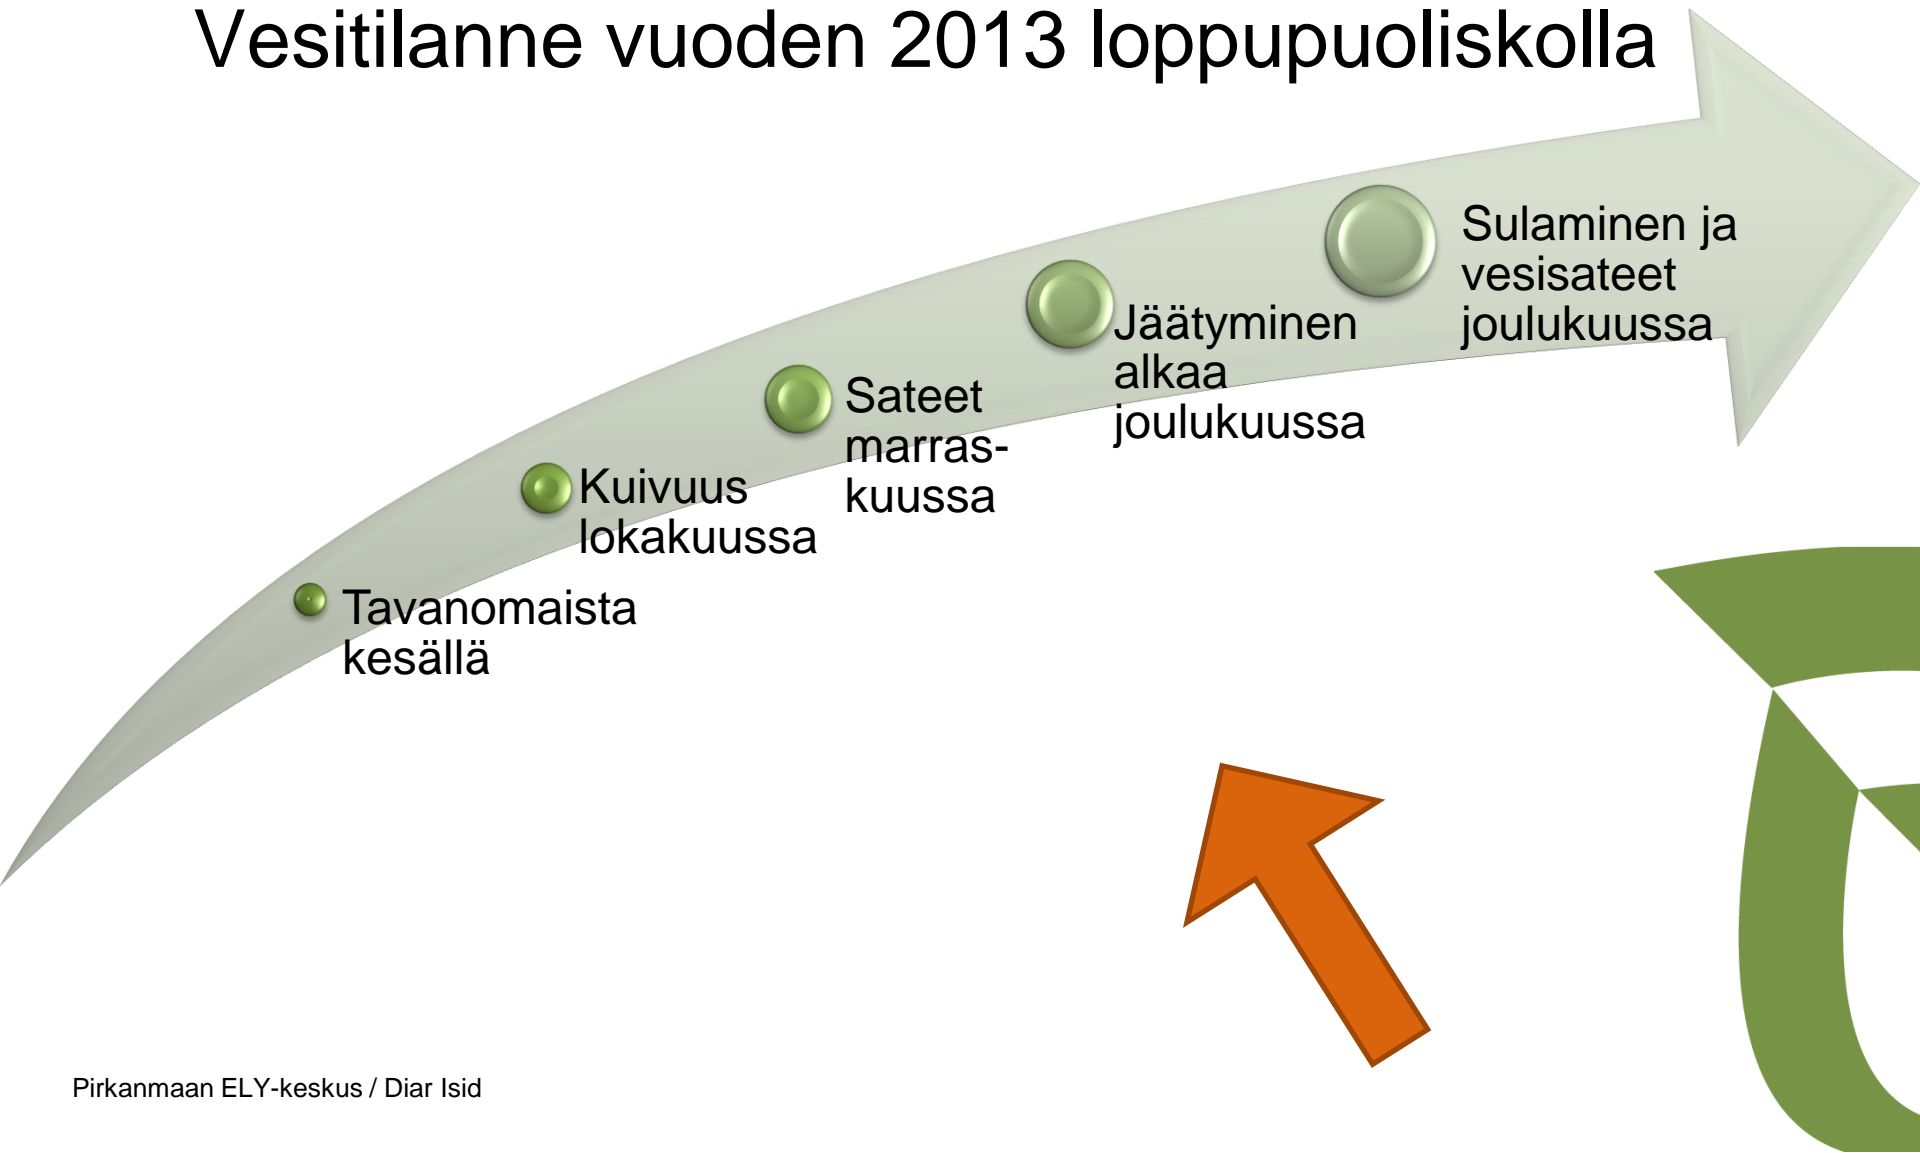 Vesitilanne vuoden 2013 loppupuoliskolla
Tavanomaista
kesällä
Kuivuus
lokakuussa
Sateet
marras-
kuussa
Jäätyminen
alkaa
joulukuussa
Sulaminen ja
vesisateet
joulukuussa
Pirkanmaan ELY-keskus / Diar Isid